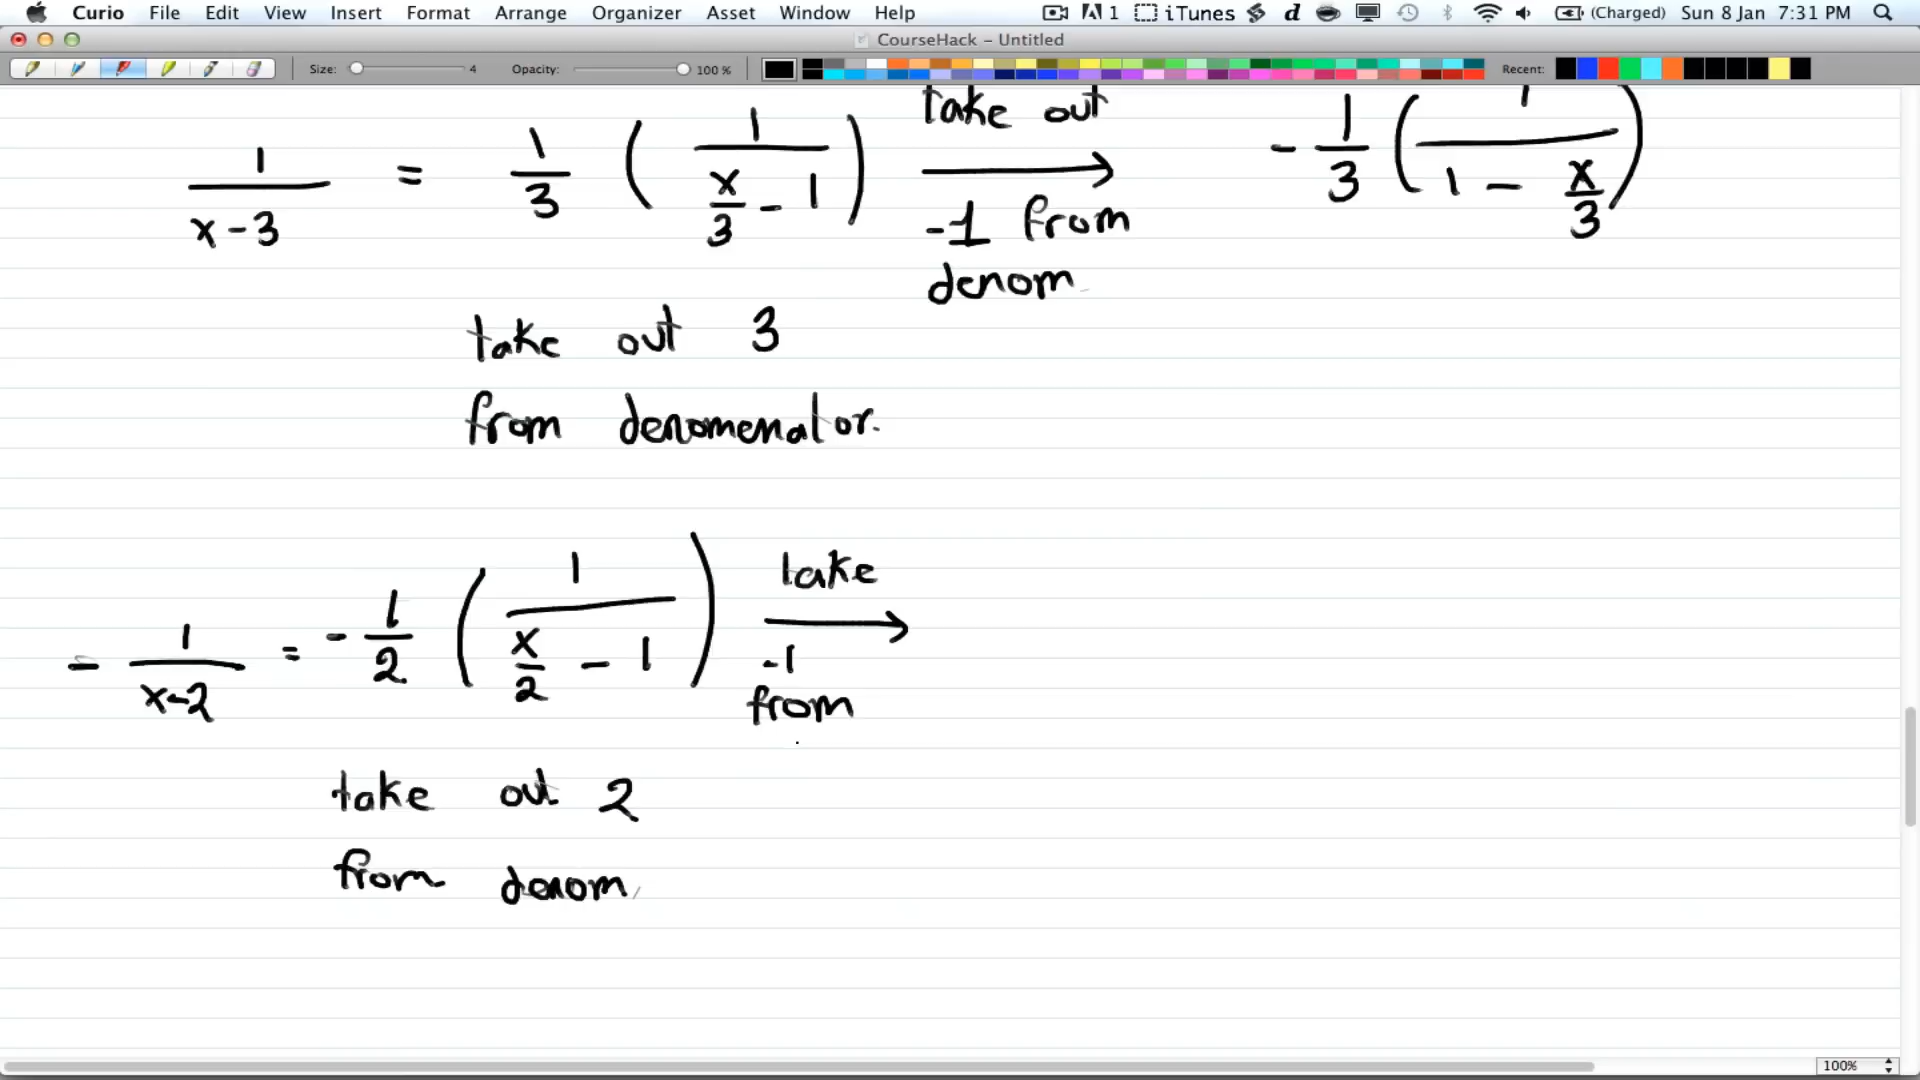 Curio File Edit View Insert Format Arrange Organizer Asset Window Help 1 iTunes d (Charged) Sun 8 Jan 7:31 PM
CourseHack – Untitled
Size: 4 Opacity: 100 % Recent:
take out
1/(x-3) = 1/3 (1/(x/3 - 1)) → -1/3 (1/(1 - x/3))
-1 from
denom
take out 3
from denomenator.
take
- 1/(x-2) = - 1/2 (1/(x/2 - 1)) →
-1
from
take out 2
from denom
100%